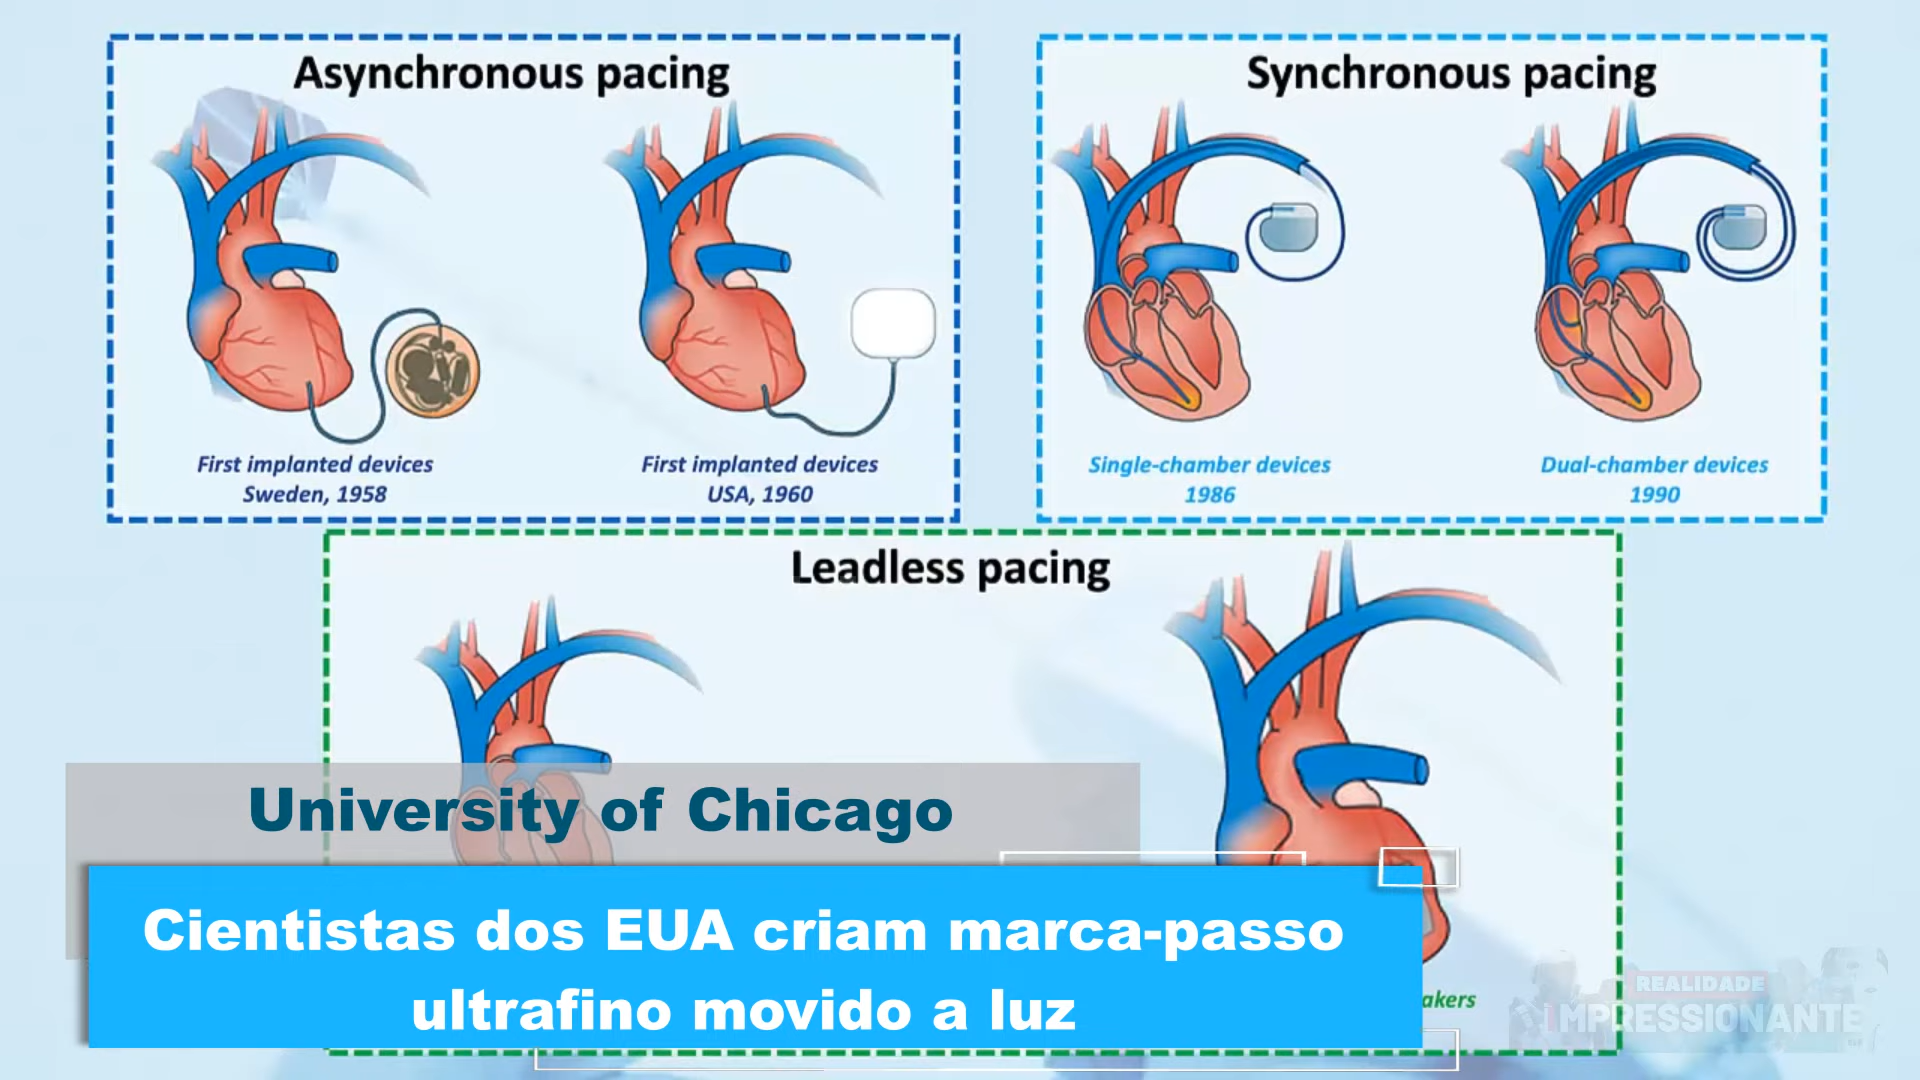 Asynchronous pacing
First implanted devices
Sweden, 1958
First implanted devices
USA, 1960
Synchronous pacing
Single-chamber devices
1986
Dual-chamber devices
1990
Leadless pacing
akers
University of Chicago
Cientistas dos EUA criam marca-passo
ultrafino movido a luz
REALIDADE
IMPRESSIONANTE